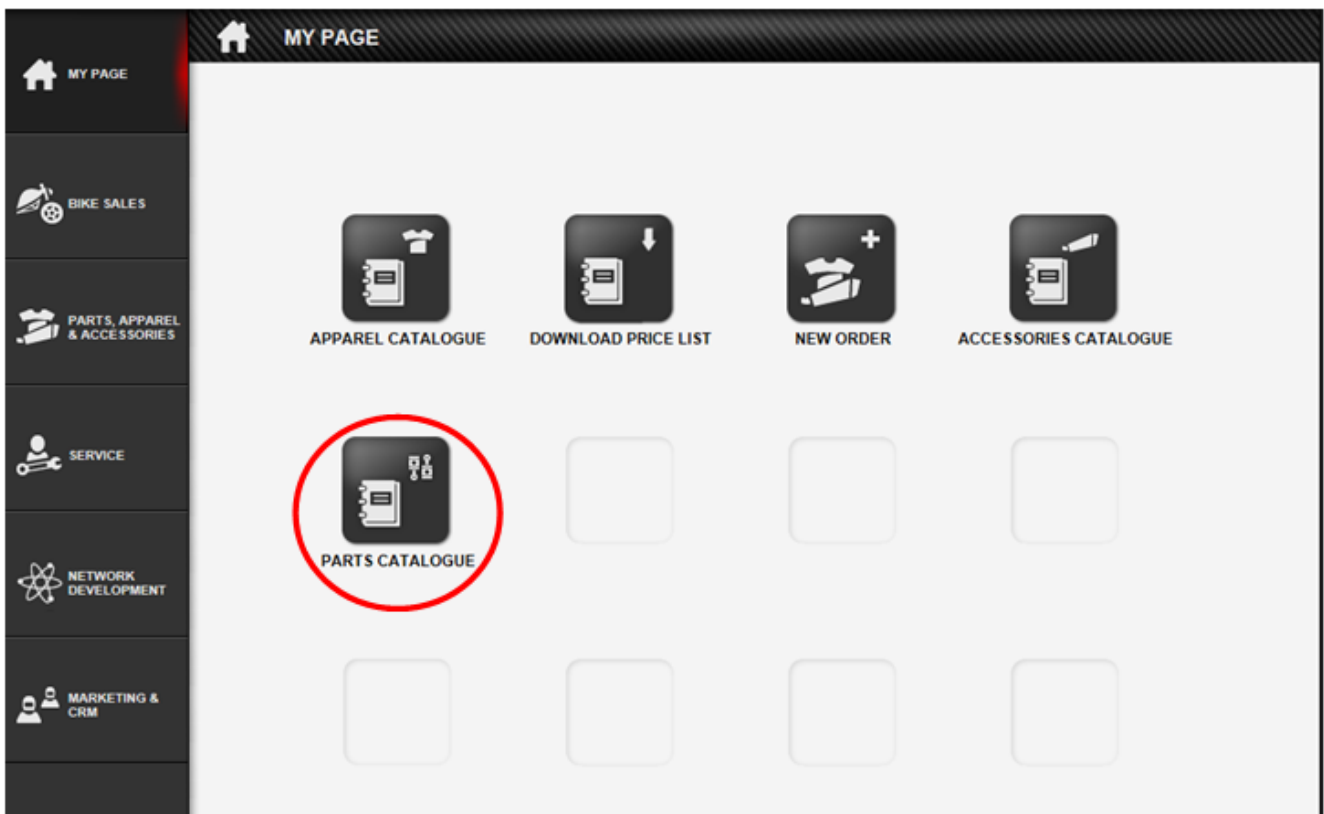 MY PAGE
MY PAGE
BIKE SALES
PARTS, APPAREL
& ACCESSORIES
SERVICE
NETWORK
DEVELOPMENT
MARKETING &
CRM
APPAREL CATALOGUE
DOWNLOAD PRICE LIST
NEW ORDER
ACCESSORIES CATALOGUE
PARTS CATALOGUE